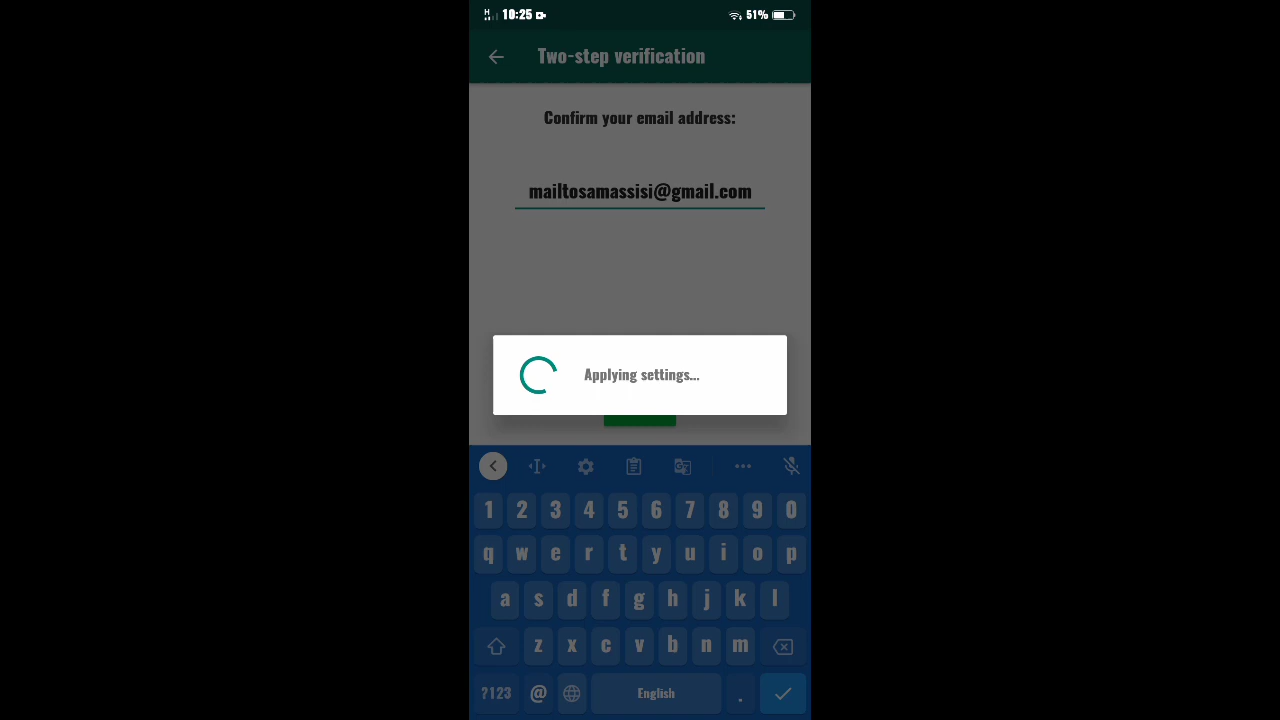 H 10:25 51%
Two-step verification
Confirm your email address:
mailtosamassisi@gmail.com
Applying settings...
1 2 3 4 5 6 7 8 9 0
q w e r t y u i o p
a s d f g h j k l
z x c v b n m
?123 @ English .